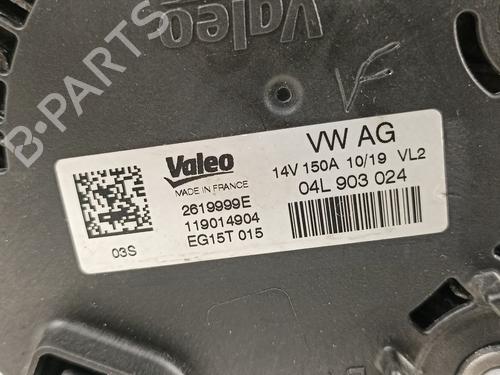 Valeo
VF
Valeo
MADE IN FRANCE
2619999E
119014904
EG15T 015
03S
VW AG
14V 150A 10/19 VL2
04L 903 024
B-PARTS